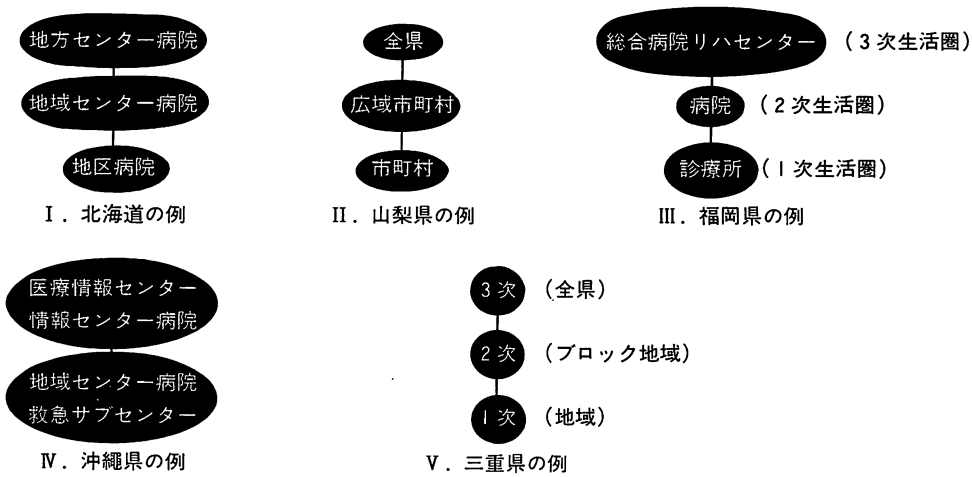 地方センター病院
地域センター病院
地区病院
Ⅰ．北海道の例
全県
広域市町村
市町村
Ⅱ．山梨県の例
総合病院リハセンター （３次生活圏）
病院 （２次生活圏）
診療所 （１次生活圏）
Ⅲ．福岡県の例
医療情報センター
情報センター病院
地域センター病院
救急サブセンター
Ⅳ．沖縄県の例
３次 （全県）
２次 （ブロック地域）
１次 （地域）
Ⅴ．三重県の例